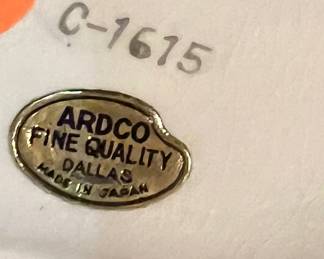 C-1615
ARDCO
FINE QUALITY
DALLAS
MADE IN JAPAN